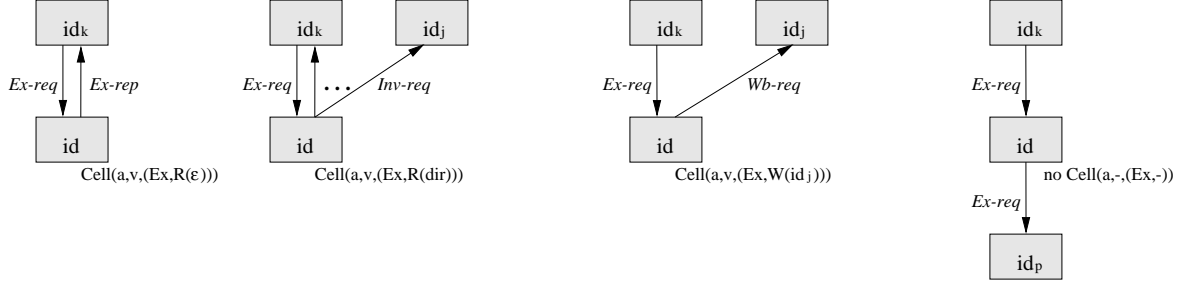 idk
idk
idj
idk
idj
idk
Ex-req
Ex-rep
Ex-req
...
Inv-req
Ex-req
Wb-req
Ex-req
id
id
id
id
Cell(a,v,(Ex,R(ε)))
Cell(a,v,(Ex,R(dir)))
Cell(a,v,(Ex,W(idj)))
no Cell(a,-,(Ex,-))
Ex-req
idp